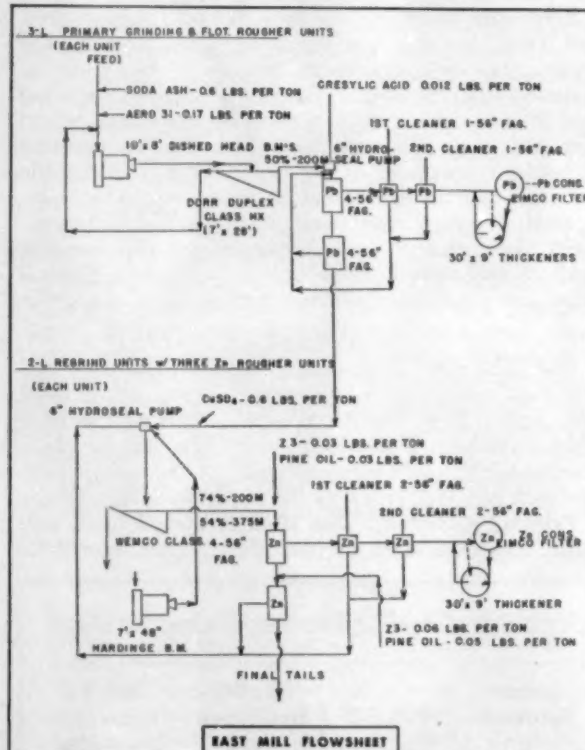 3-L PRIMARY GRINDING & FLOT. ROUGHER UNITS
(EACH UNIT
FEED)
SODA ASH-0.6 LBS. PER TON
CRESYLIC ACID 0.012 LBS. PER TON
AERO 31-0.17 LBS. PER TON
1ST CLEANER 1-56" FAG.
10'x 8' DISHED HEAD B.M'S.
6" HYDRO-
SEAL PUMP
2ND. CLEANER 1-56" FAG.
50%-200M
Pb
Pb
Pb
Pb
Pb CONS.
EIMCO FILTER
4-56"
FAG.
DORR DUPLEX
CLASS HX
(7'x 28')
Pb
4-56"
FAG.
30'x 9' THICKENERS
2-L REGRIND UNITS w/THREE Zn ROUGHER UNITS
(EACH UNIT)
CuSO4-0.6 LBS. PER TON
HYDROSEAL PUMP
Z3-0.03 LBS. PER TON
PINE OIL-0.03 LBS. PER TON
1ST CLEANER 2-56" FAG.
74%-200M
2ND CLEANER 2-56" FAG.
54%-375M
WEMCO CLASS.
4-56"
FAG.
Zn
Zn
Zn
Zn
Zn CONS.
EIMCO FILTER
Zn
7'x 48"
30'x 9' THICKENER
HARDINGE B.M.
Z3-0.06 LBS. PER TON
PINE OIL-0.05 LBS. PER TON
FINAL TAILS
EAST MILL FLOWSHEET